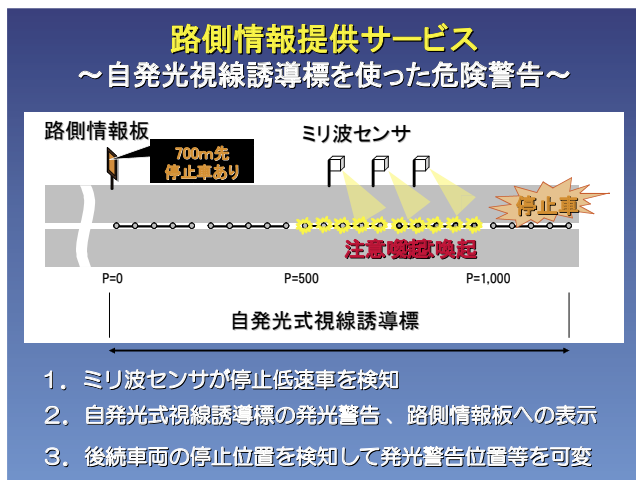 路側情報提供サービス
～自発光視線誘導標を使った危険警告～
路側情報板
ミリ波センサ
700m先
停止車あり
停止車
注意喚起
注意喚起
P=0
P=500
P=1,000
自発光式視線誘導標
１．ミリ波センサが停止低速車を検知
２．自発光式視線誘導標の発光警告 、路側情報板への表示
３．後続車両の停止位置を検知して発光警告位置等を可変